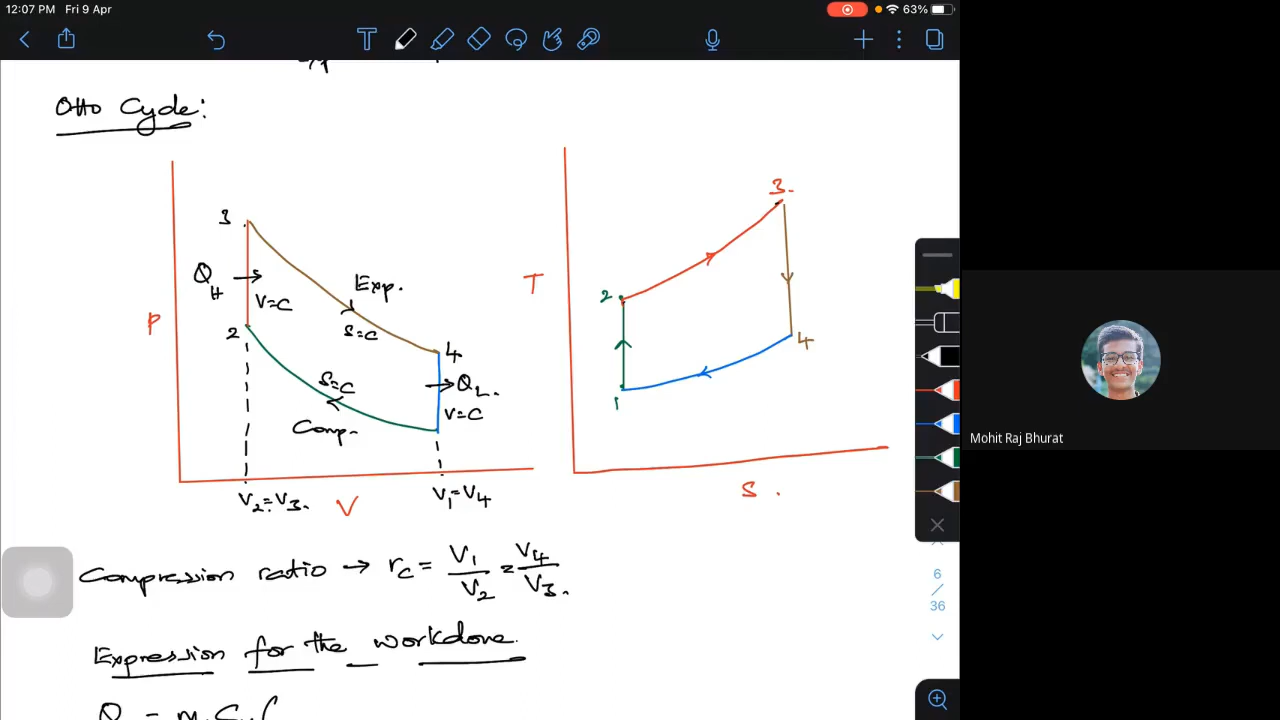 12:07 PM Fri 9 Apr 63%
Otto Cycle:
3
Q_H
V=C
Exp.
S=C
P
2
4
S=C
Q_L.
V=C
Comp.
V2=V3.
V
V1=V4
3.
T
2
4
1
S.
Compression ratio → rc = V1/V2 = V4/V3.
Expression for the workdone.
6
/
36
Mohit Raj Bhurat